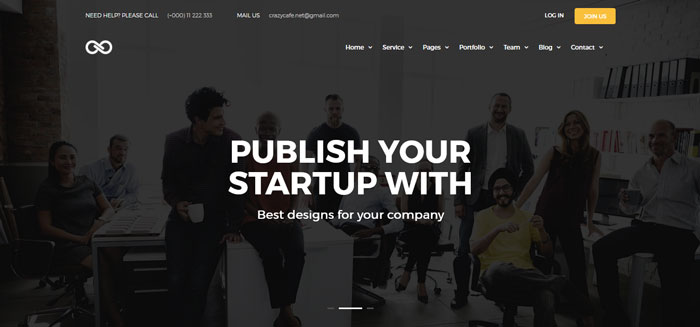 NEED HELP? PLEASE CALL (+000) 11 222 333 MAIL US crazycafe.net@gmail.com LOG IN JOIN US
Home Service Pages Portfolio Team Blog Contact
PUBLISH YOUR
STARTUP WITH
Best designs for your company